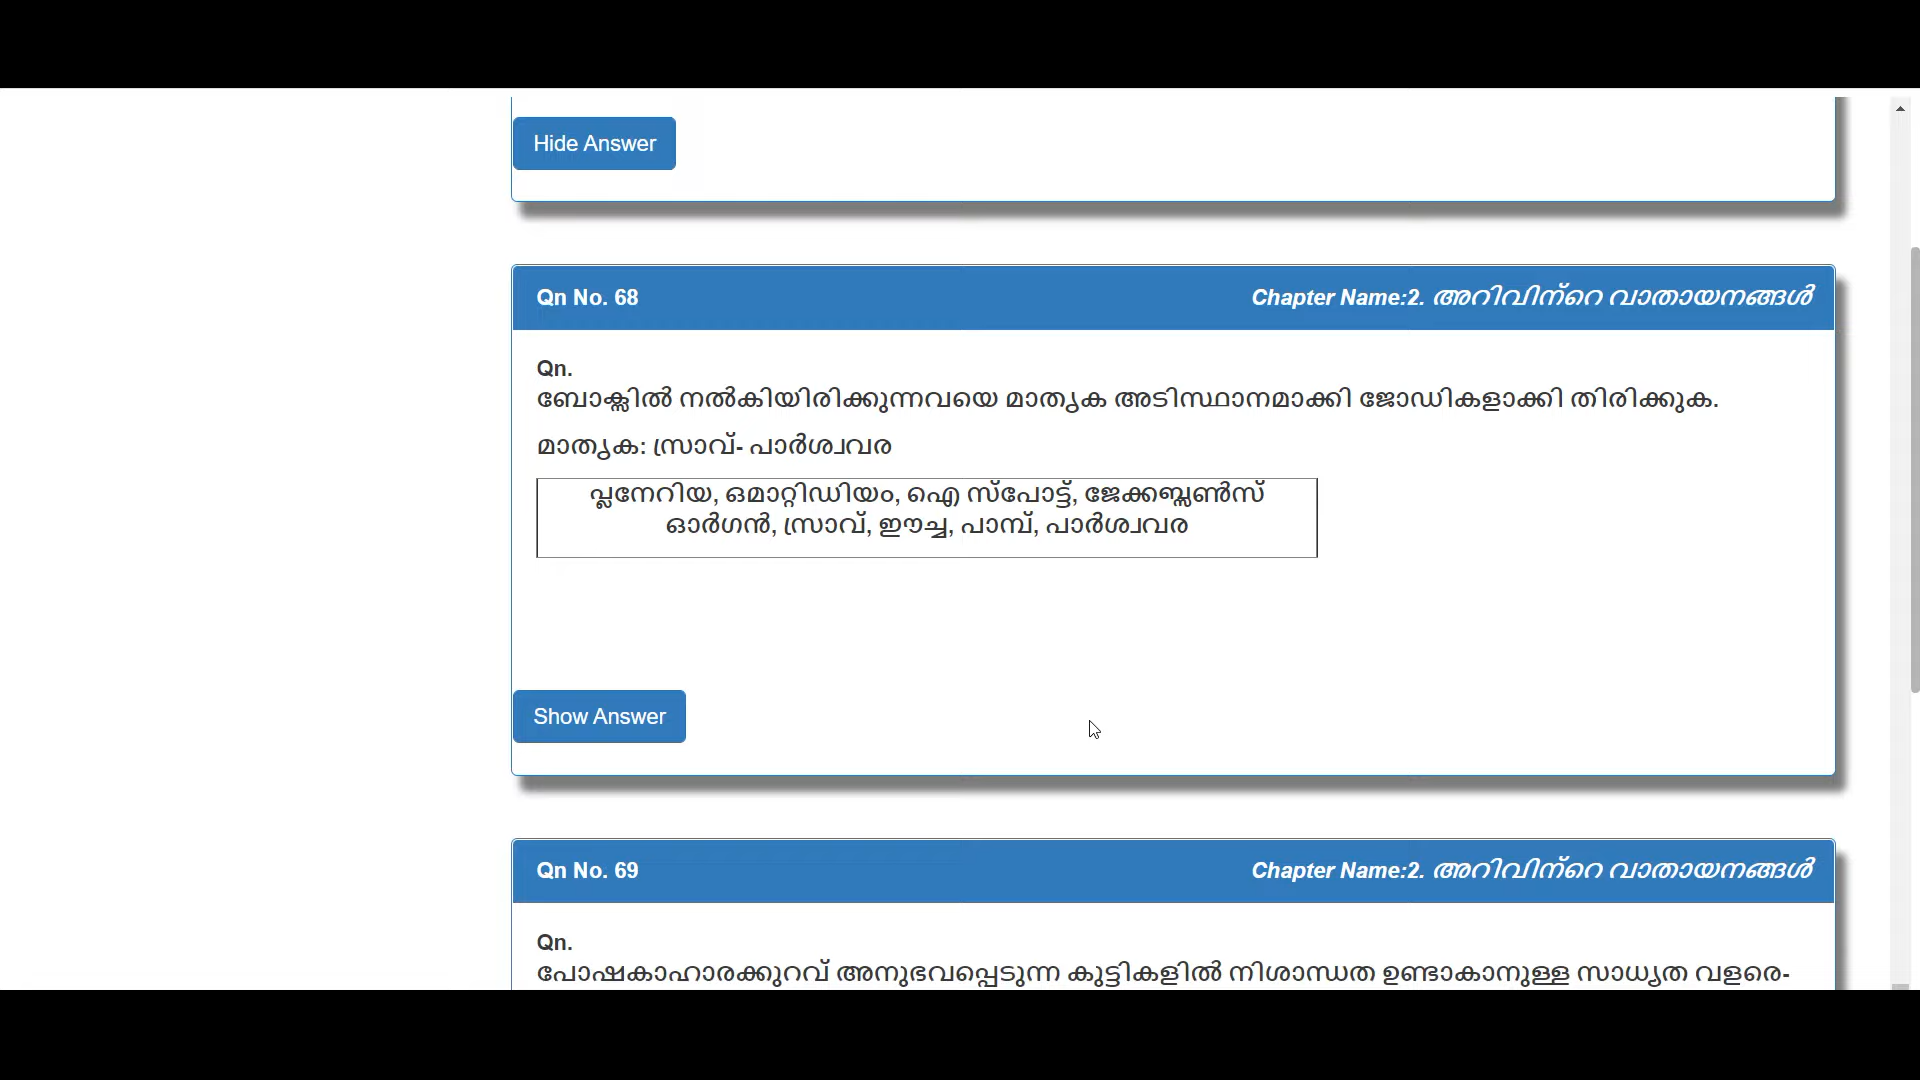 Hide Answer
Qn No. 68
Chapter Name:2. അറിവിന്റെ വാതായനങ്ങൾ
Qn.
ബോക്സിൽ നൽകിയിരിക്കുന്നവയെ മാതൃക അടിസ്ഥാനമാക്കി ജോഡികളാക്കി തിരിക്കുക.
മാതൃക: സ്രാവ്- പാർശ്വവര
പ്ലനേറിയ, ഒമാറ്റിഡിയം, ഐ സ്പോട്ട്, ജേക്കബ്സൺസ്
ഓർഗൻ, സ്രാവ്, ഈച്ച, പാമ്പ്, പാർശ്വവര
Show Answer
Qn No. 69
Chapter Name:2. അറിവിന്റെ വാതായനങ്ങൾ
Qn.
പോഷകാഹാരക്കുറവ് അനുഭവപ്പെടുന്ന കുട്ടികളിൽ നിശാന്ധത ഉണ്ടാകാനുള്ള സാധ്യത വളരെ-